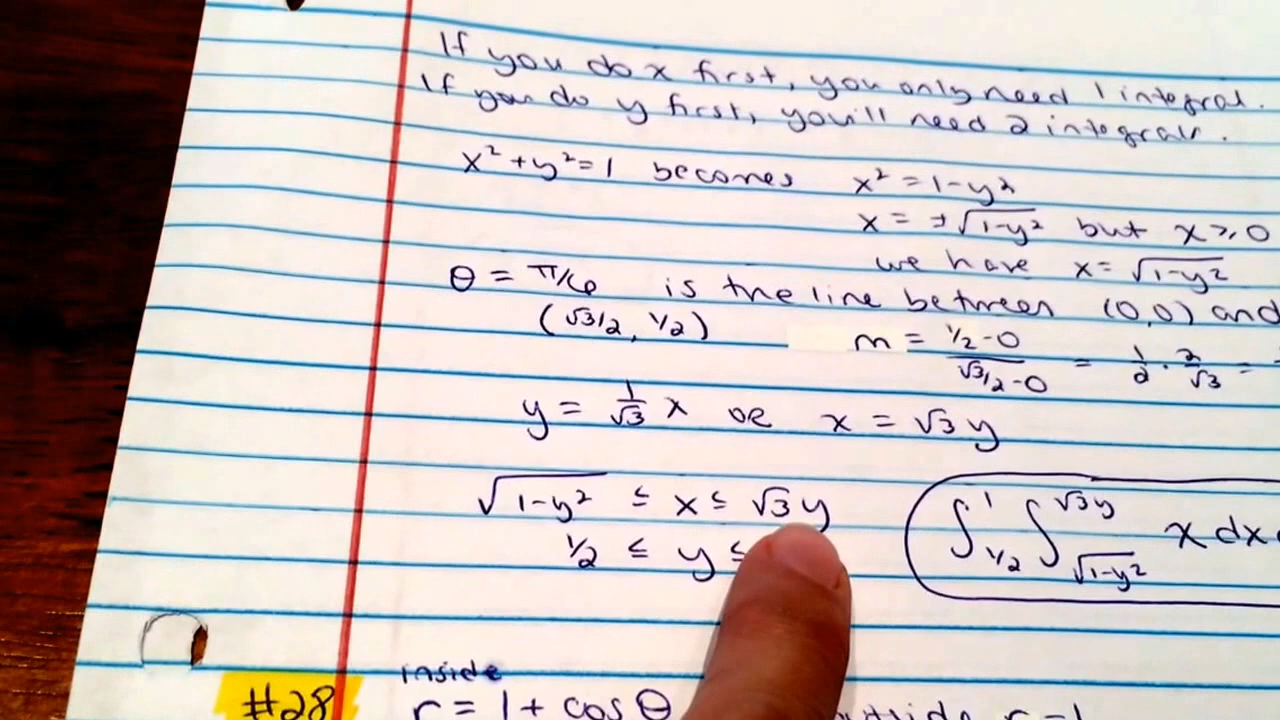 If you do x first, you only need 1 integral.
If you do y first, you'll need 2 integrals.
x² + y² = 1 becomes x² = 1-y²
x = ±√(1-y²) but x ≥ 0
we have x = √(1-y²)
θ = π/6 is the line between (0,0) and
(√3/2, 1/2) m = (1/2 - 0)/(√3/2 - 0) = 1/2 · 2/√3 =
y = 1/√3 x or x = √3 y
√(1-y²) ≤ x ≤ √3 y
1/2 ≤ y ≤
∫_{1/2}^{1} ∫_{√(1-y²)}^{√3y} x dx
inside
#28 r = 1 + cos θ